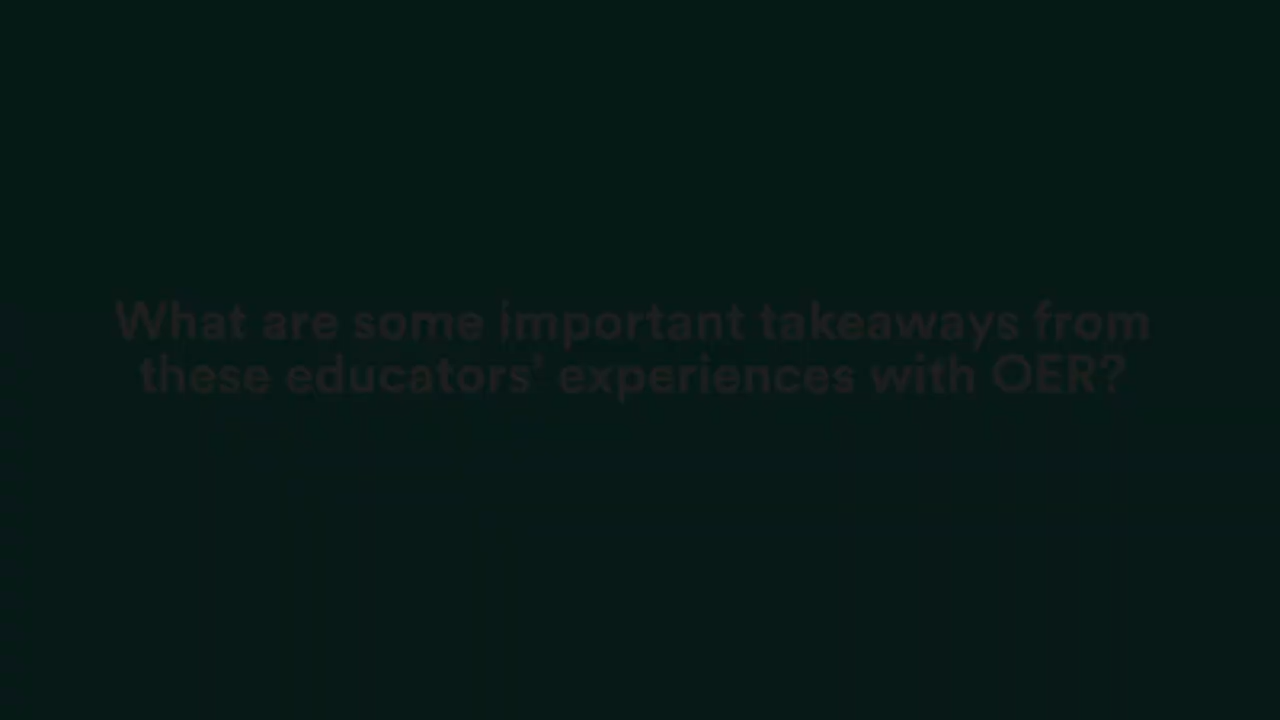 What are some important takeaways from
these educators' experiences with OER?